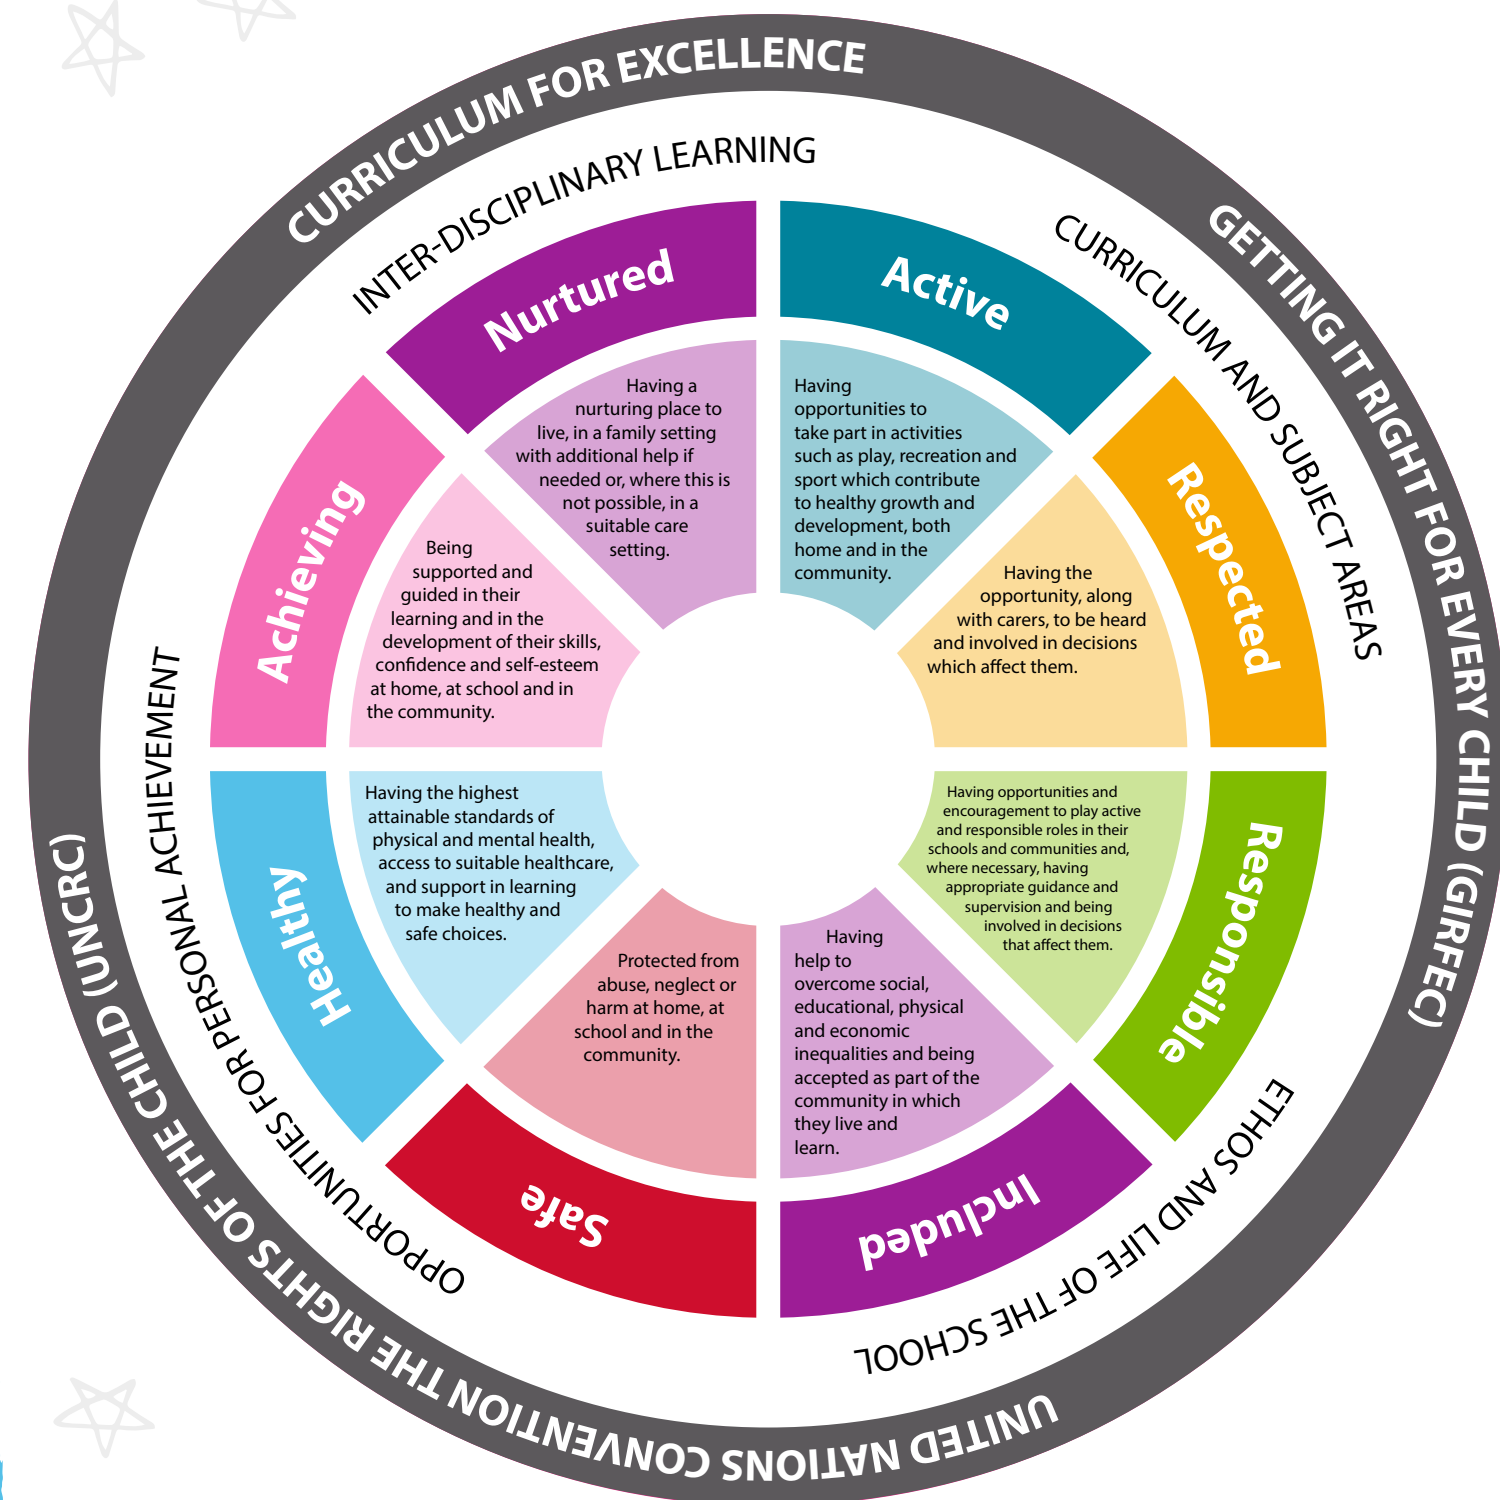 CURRICULUM FOR EXCELLENCE
GETTING IT RIGHT FOR EVERY CHILD (GIRFEC)
UNITED NATIONS CONVENTION ON THE RIGHTS OF THE CHILD (UNCRC)
INTER-DISCIPLINARY LEARNING
CURRICULUM AND SUBJECT AREAS
ETHOS AND LIFE OF THE SCHOOL
OPPORTUNITIES FOR PERSONAL ACHIEVEMENT
Nurtured
Having a
nurturing place to
live, in a family setting
with additional help if
needed or, where this is
not possible, in a
suitable care
setting.
Active
Having
opportunities to
take part in activities
such as play, recreation and
sport which contribute
to healthy growth and
development, both
home and in the
community.
Respected
Having the
opportunity, along
with carers, to be heard
and involved in decisions
which affect them.
Responsible
Having opportunities and
encouragement to play active
and responsible roles in their
schools and communities and,
where necessary, having
appropriate guidance and
supervision and being
involved in decisions
that affect them.
Included
Having
help to
overcome social,
educational, physical
and economic
inequalities and being
accepted as part of the
community in which
they live and
learn.
Safe
Protected from
abuse, neglect or
harm at home, at
school and in the
community.
Healthy
Having the highest
attainable standards of
physical and mental health,
access to suitable healthcare,
and support in learning
to make healthy and
safe choices.
Achieving
Being
supported and
guided in their
learning and in the
development of their skills,
confidence and self-esteem
at home, at school and in
the community.